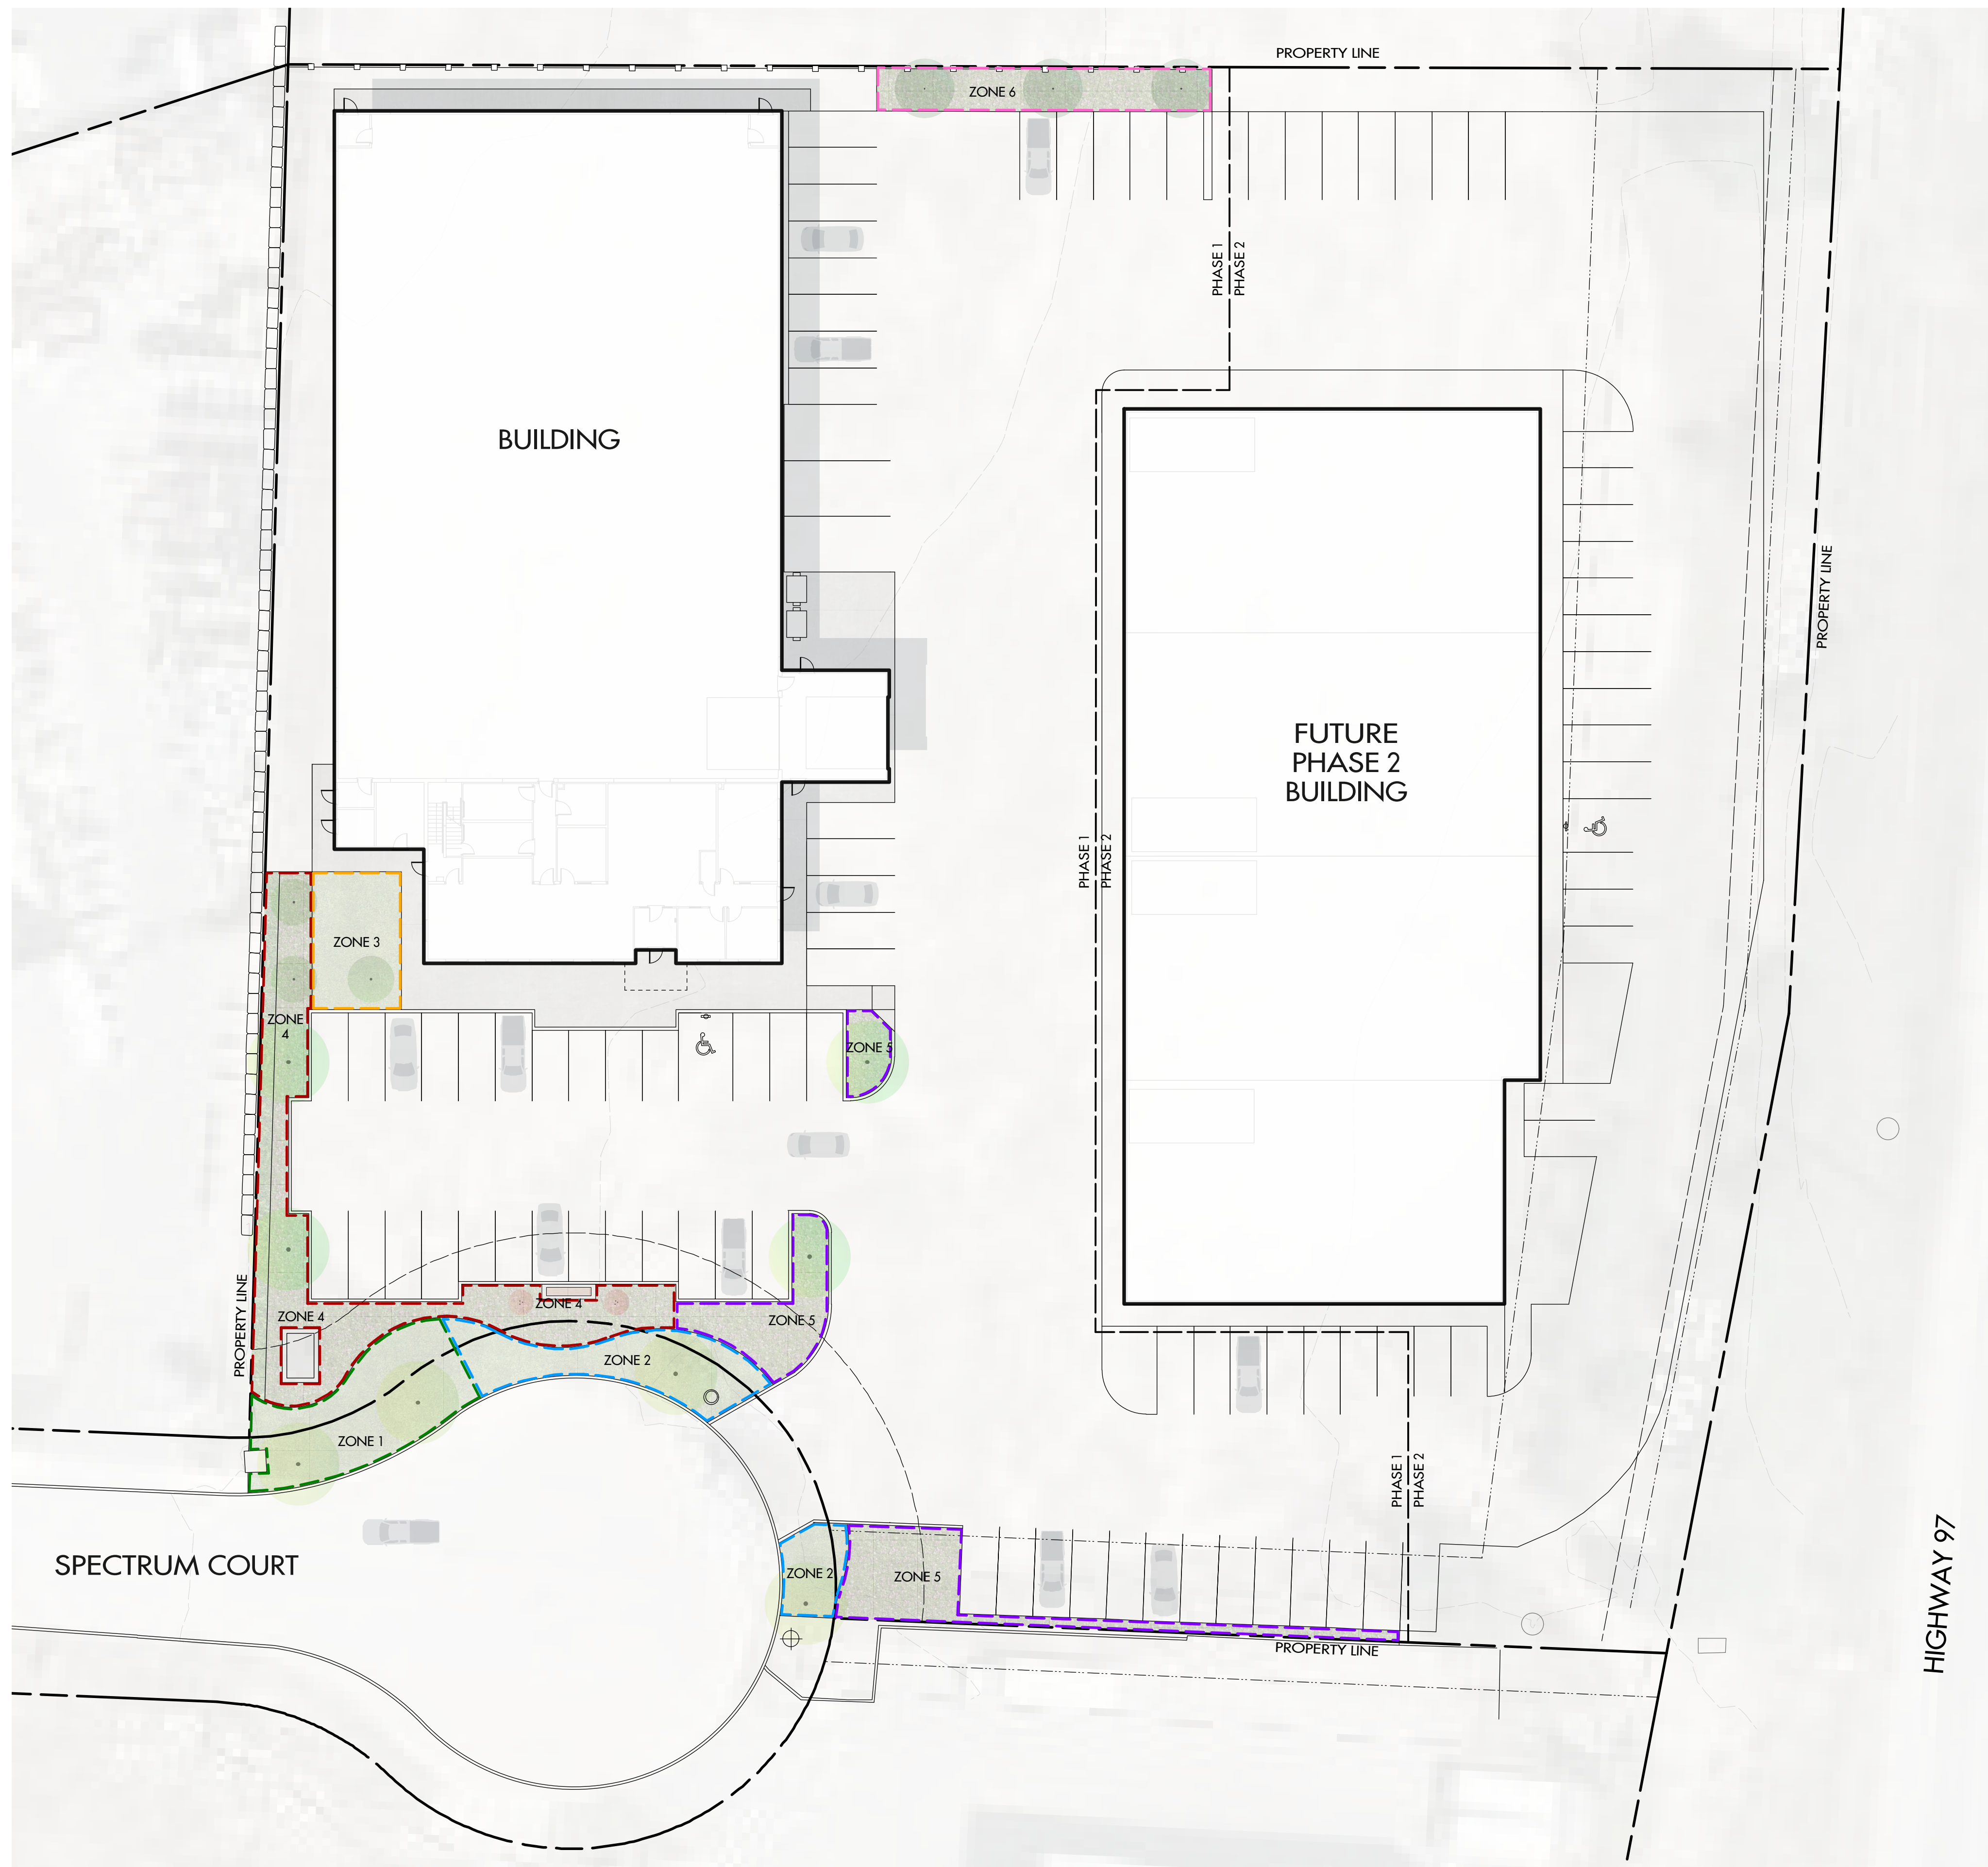 PROPERTY LINE
ZONE 6
PHASE 1
PHASE 2
BUILDING
PROPERTY LINE
FUTURE
PHASE 2
BUILDING
PHASE 1
PHASE 2
ZONE 3
ZONE
4
ZONE 5
PROPERTY LINE
ZONE 4
ZONE 4
ZONE 5
ZONE 2
ZONE 1
PHASE 1
PHASE 2
SPECTRUM COURT
ZONE 2
ZONE 5
HIGHWAY 97
PROPERTY LINE